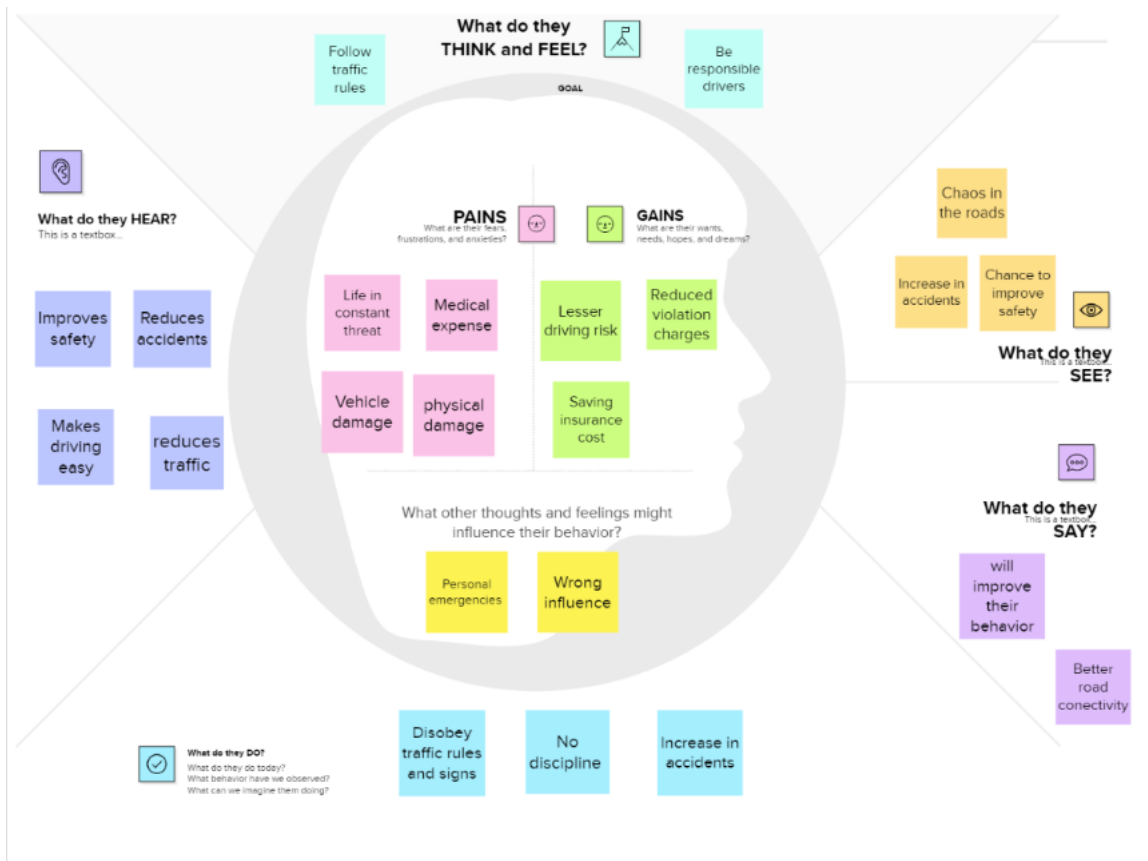 What do they
THINK and FEEL?
Follow
traffic
rules
Be
responsible
drivers
GOAL
What do they HEAR?
This is a textbox...
Improves
safety
Reduces
accidents
Makes
driving
easy
reduces
traffic
PAINS
What are their fears,
frustrations, and anxieties?
GAINS
What are their wants,
needs, hopes, and dreams?
Life in
constant
threat
Medical
expense
Vehicle
damage
physical
damage
Lesser
driving risk
Reduced
violation
charges
Saving
insurance
cost
What other thoughts and feelings might
influence their behavior?
Personal
emergencies
Wrong
influence
Chaos in
the roads
Increase in
accidents
Chance to
improve
safety
What do they
This is a textbox...
SEE?
What do they
This is a textbox...
SAY?
will
improve
their
behavior
Better
road
conectivity
What do they DO?
What do they do today?
What behavior have we observed?
What can we imagine them doing?
Disobey
traffic rules
and signs
No
discipline
Increase in
accidents